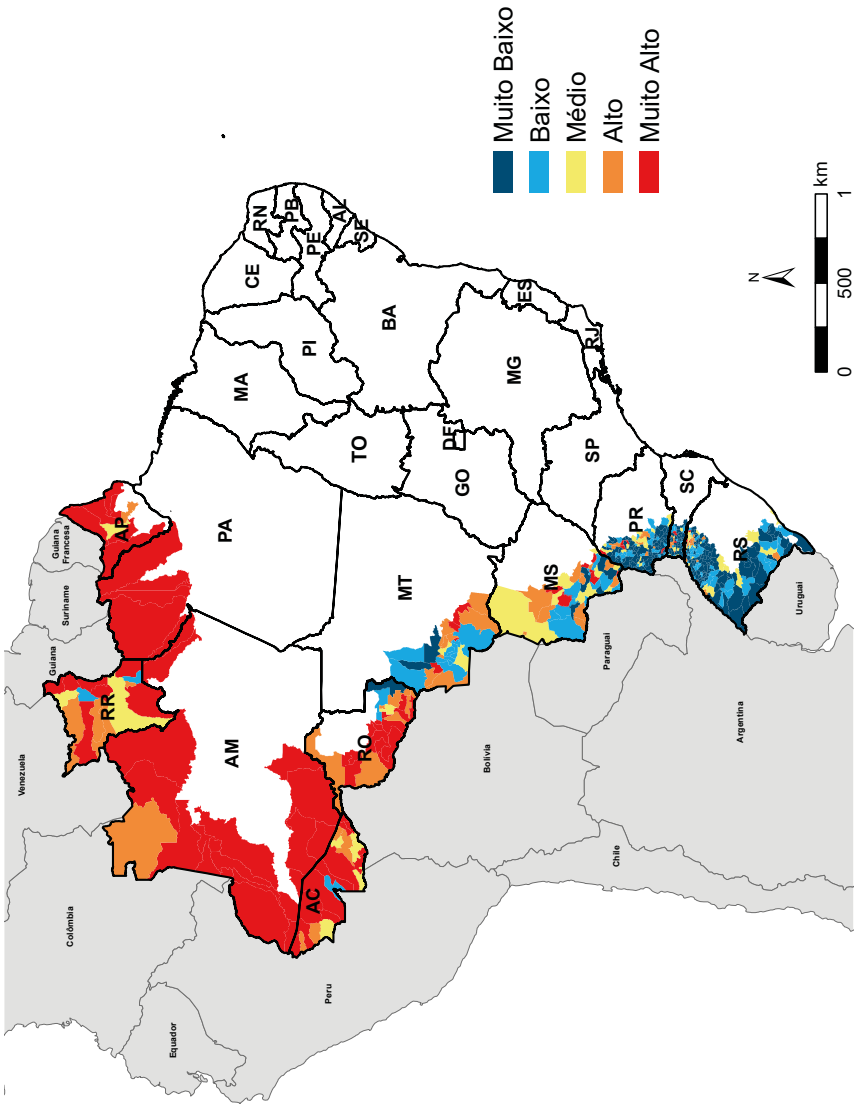 Venezuela
Guiana
Suriname
Guiana
Francesa
Colômbia
Equador
Peru
Bolívia
Paraguai
Chile
Argentina
Uruguai
RR
AP
AM
PA
AC
RO
MT
MA
CE
RN
PB
PE
AL
SE
PI
TO
BA
GO
DF
MG
ES
RJ
MS
SP
PR
SC
RS
Muito Baixo
Baixo
Médio
Alto
Muito Alto
N
0
500
1
km